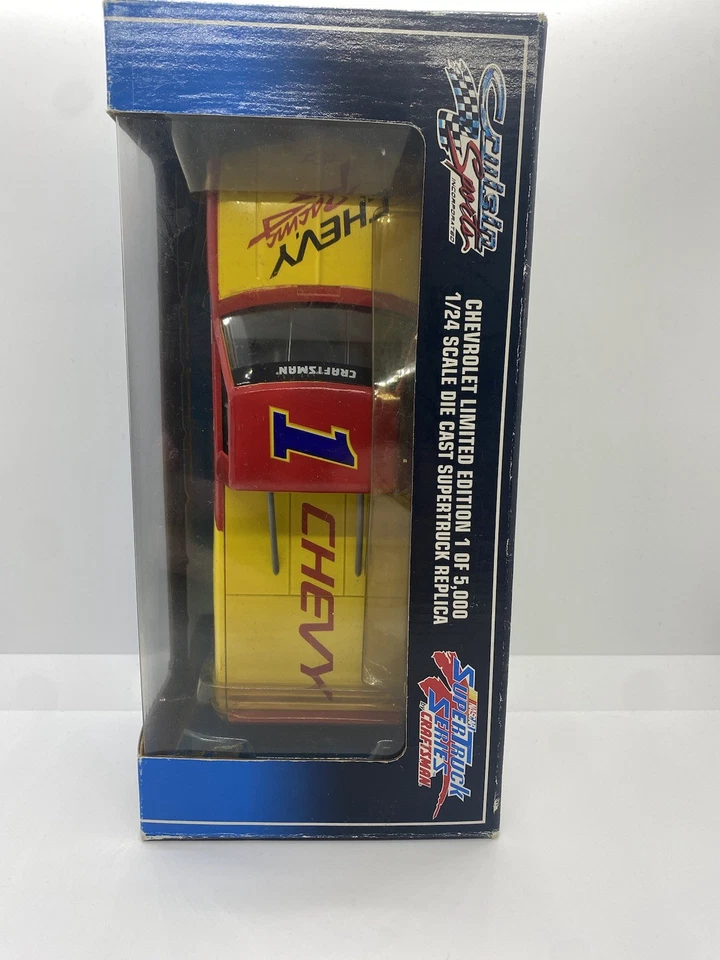 Cruisin
Sports
INCORPORATED
CHEVROLET LIMITED EDITION 1 OF 5,000
1/24 SCALE DIE CAST SUPERTRUCK REPLICA
NASCAR
SUPERTRUCK
SERIES
by CRAFTSMAN
CHEVY
Racing
CRAFTSMAN
1
CHEVY